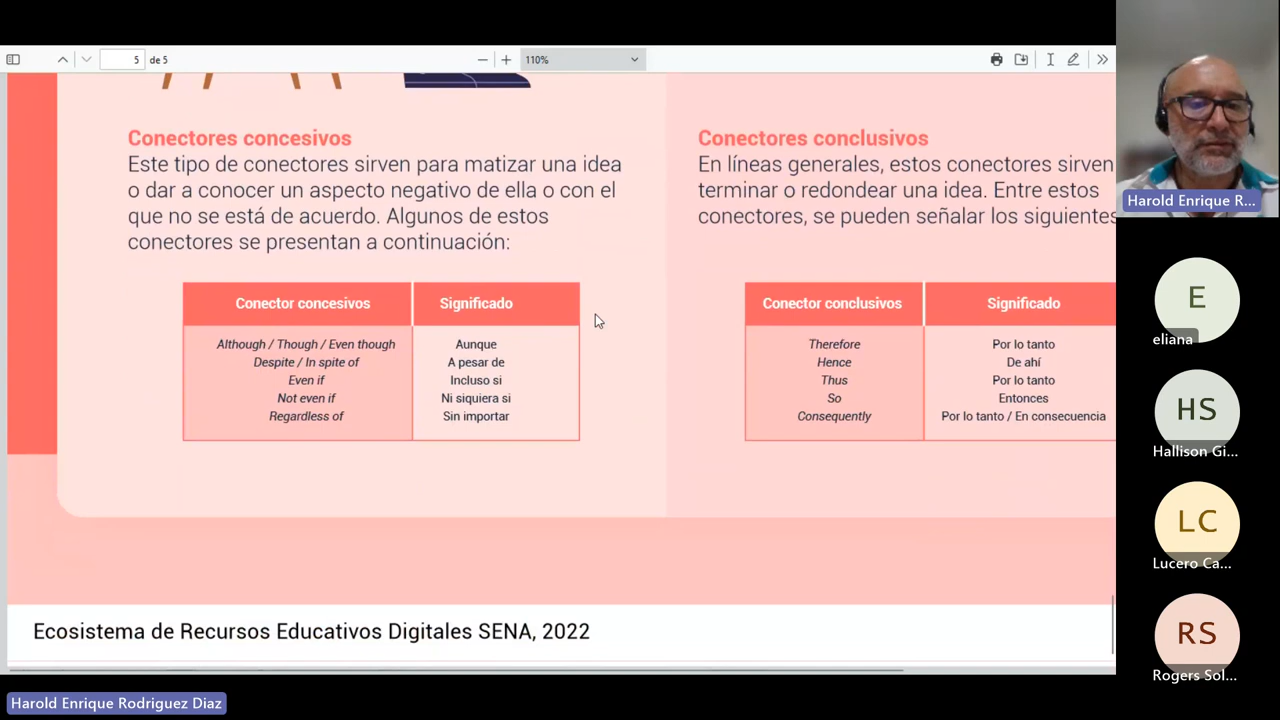 5 de 5
110%
Conectores concesivos
Este tipo de conectores sirven para matizar una idea
o dar a conocer un aspecto negativo de ella o con el
que no se está de acuerdo. Algunos de estos
conectores se presentan a continuación:
Conector concesivos Significado
Although / Though / Even though Aunque
Despite / In spite of A pesar de
Even if Incluso si
Not even if Ni siquiera si
Regardless of Sin importar
Conectores conclusivos
En líneas generales, estos conectores sirven
terminar o redondear una idea. Entre estos
conectores, se pueden señalar los siguientes
Conector conclusivos Significado
Therefore Por lo tanto
Hence De ahí
Thus Por lo tanto
So Entonces
Consequently Por lo tanto / En consecuencia
Ecosistema de Recursos Educativos Digitales SENA, 2022
Harold Enrique R...
E
eliana
HS
Hallison Gi...
LC
Lucero Ca...
RS
Rogers Sol...
Harold Enrique Rodriguez Diaz